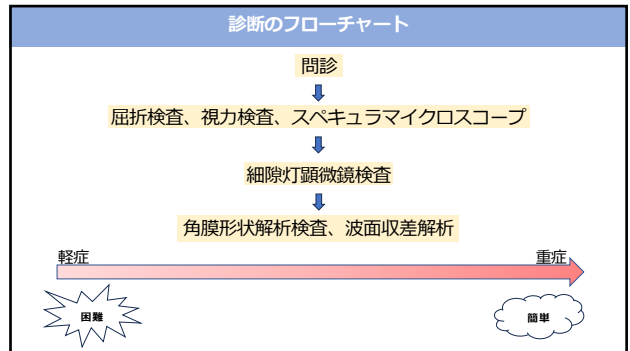 診断のフローチャート
問診
屈折検査、視力検査、スペキュラマイクロスコープ
細隙灯顕微鏡検査
角膜形状解析検査、波面収差解析
軽症
重症
困難
簡単